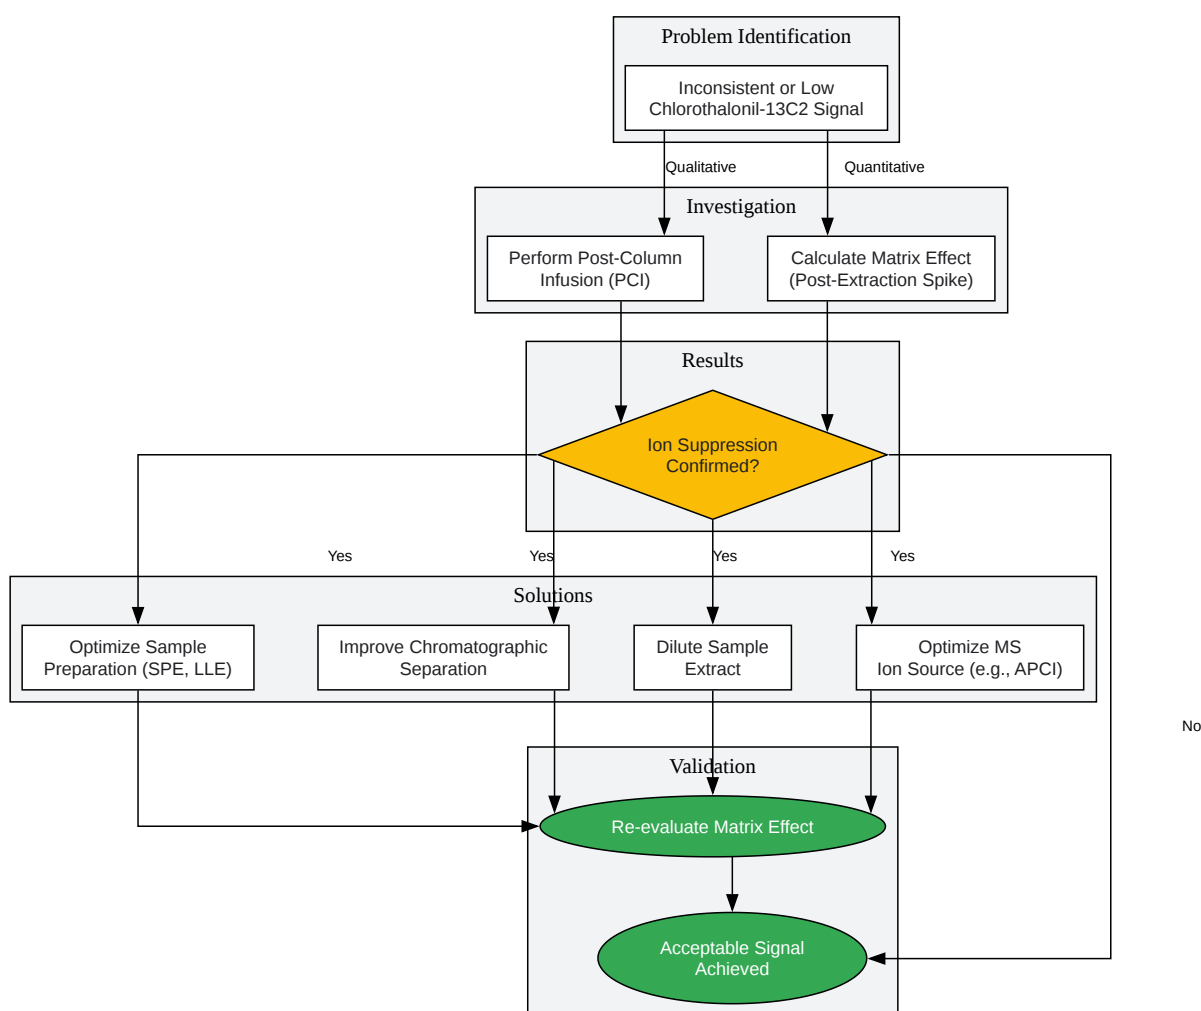 Problem Identification
Inconsistent or Low
Chlorothalonil-13C2 Signal
Qualitative
Quantitative
Investigation
Perform Post-Column
Infusion (PCI)
Calculate Matrix Effect
(Post-Extraction Spike)
Results
Ion Suppression
Confirmed?
Yes
Yes
Yes
Yes
Solutions
Optimize Sample
Preparation (SPE, LLE)
Improve Chromatographic
Separation
Dilute Sample
Extract
Optimize MS
Ion Source (e.g., APCI)
No
Validation
Re-evaluate Matrix Effect
Acceptable Signal
Achieved